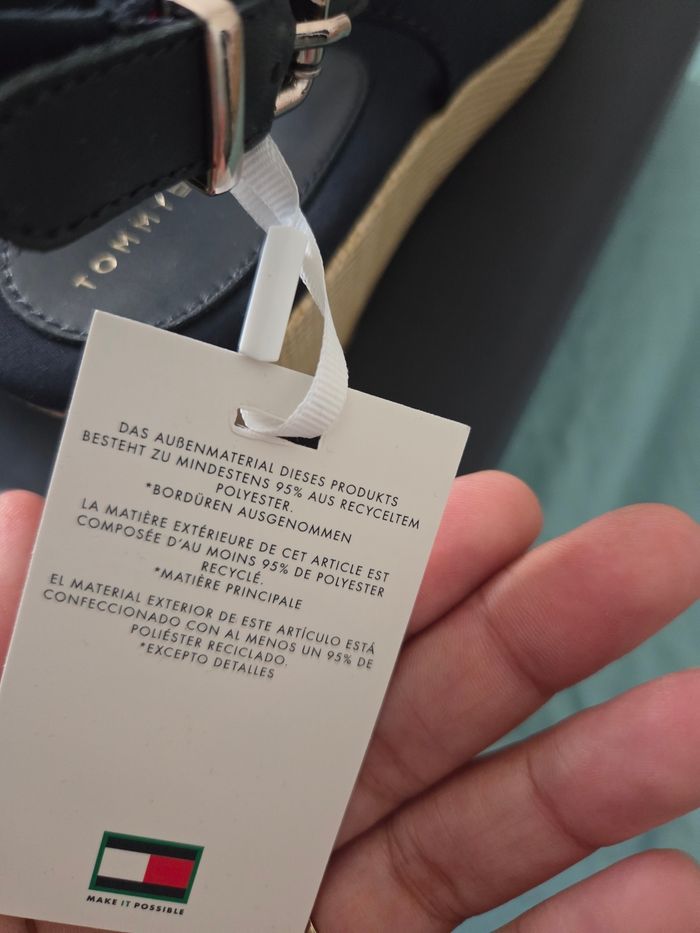 TOMMIE
DAS AUßENMATERIAL DIESES PRODUKTS
BESTEHT ZU MINDESTENS 95% AUS RECYCELTEM
POLYESTER.
*BORDÜREN AUSGENOMMEN
LA MATIÈRE EXTÉRIEURE DE CET ARTICLE EST
COMPOSÉE D'AU MOINS 95% DE POLYESTER
RECYCLÉ.
*MATIÈRE PRINCIPALE
EL MATERIAL EXTERIOR DE ESTE ARTÍCULO ESTÁ
CONFECCIONADO CON AL MENOS UN 95% DE
POLIÉSTER RECICLADO.
*EXCEPTO DETALLES
MAKE IT POSSIBLE